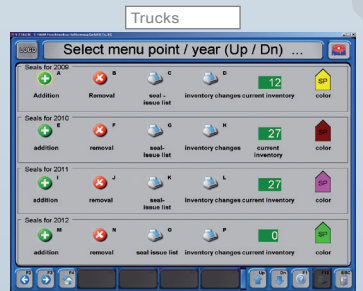 Trucks
Select menu point / year (Up / Dn) ...
Seals for 2009
A B C D 12 SP
Addition Removal seal - issue list inventory changes current inventory color
Seals for 2010
E F G H 27 SP
addition removal seal- issue list inventory changes current inventory color
Seals for 2011
I J K L 27 SP
addition removal seal- issue list inventory changes current inventory color
Seals for 2012
M N O P 0 SP
addition removal seal issue list inventory changes current inventory color
F2 F3 F4 Up Dn F1 F10 ESC